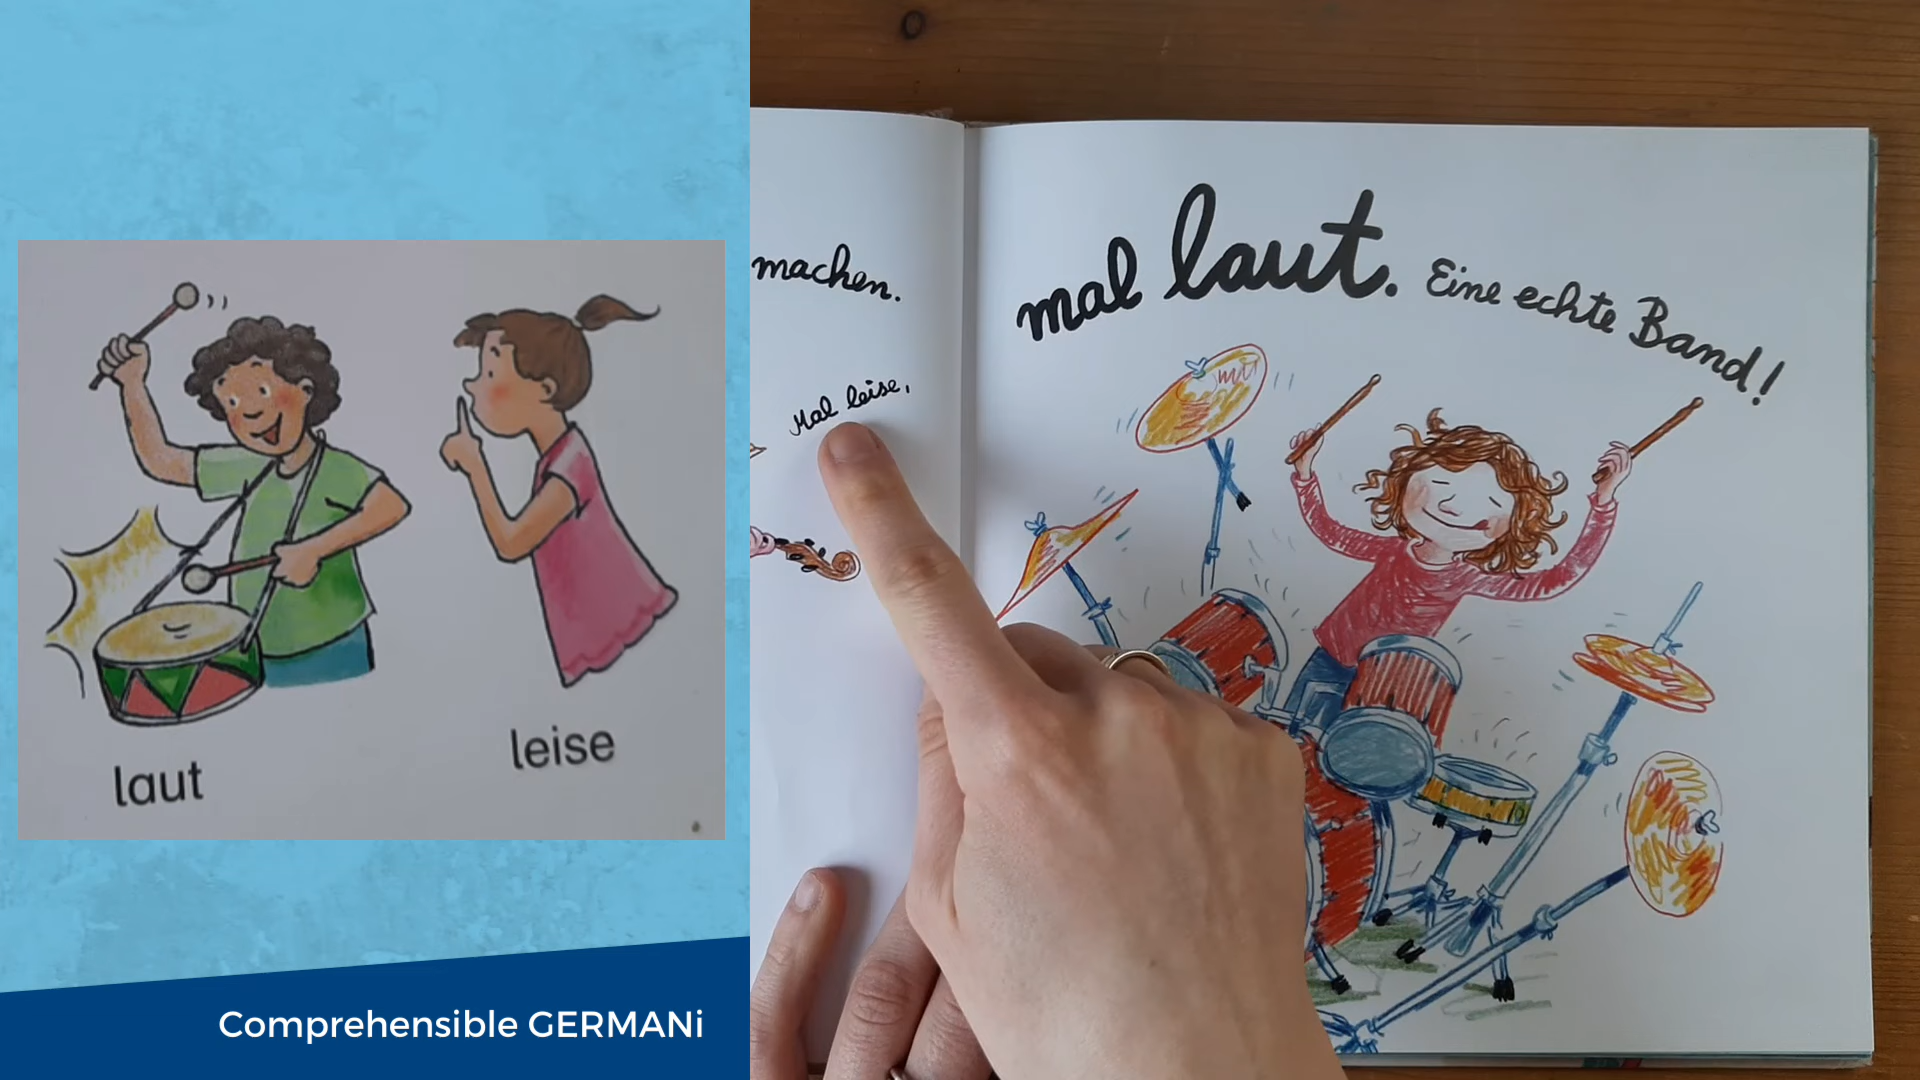 laut
leise
Comprehensible GERMANi
machen.
Mal leise,
mal laut. Eine echte Band!